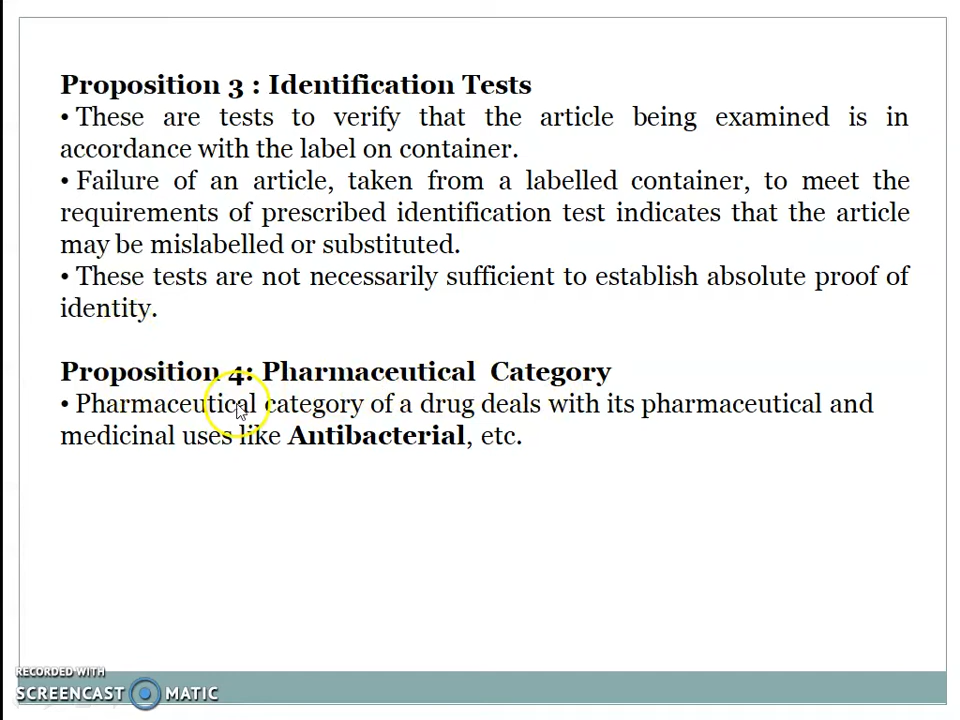 Proposition 3 : Identification Tests
• These are tests to verify that the article being examined is in
accordance with the label on container.
• Failure of an article, taken from a labelled container, to meet the
requirements of prescribed identification test indicates that the article
may be mislabelled or substituted.
• These tests are not necessarily sufficient to establish absolute proof of
identity.
Proposition 4: Pharmaceutical Category
• Pharmaceutical category of a drug deals with its pharmaceutical and
medicinal uses like Antibacterial, etc.
RECORDED WITH
SCREENCAST MATIC